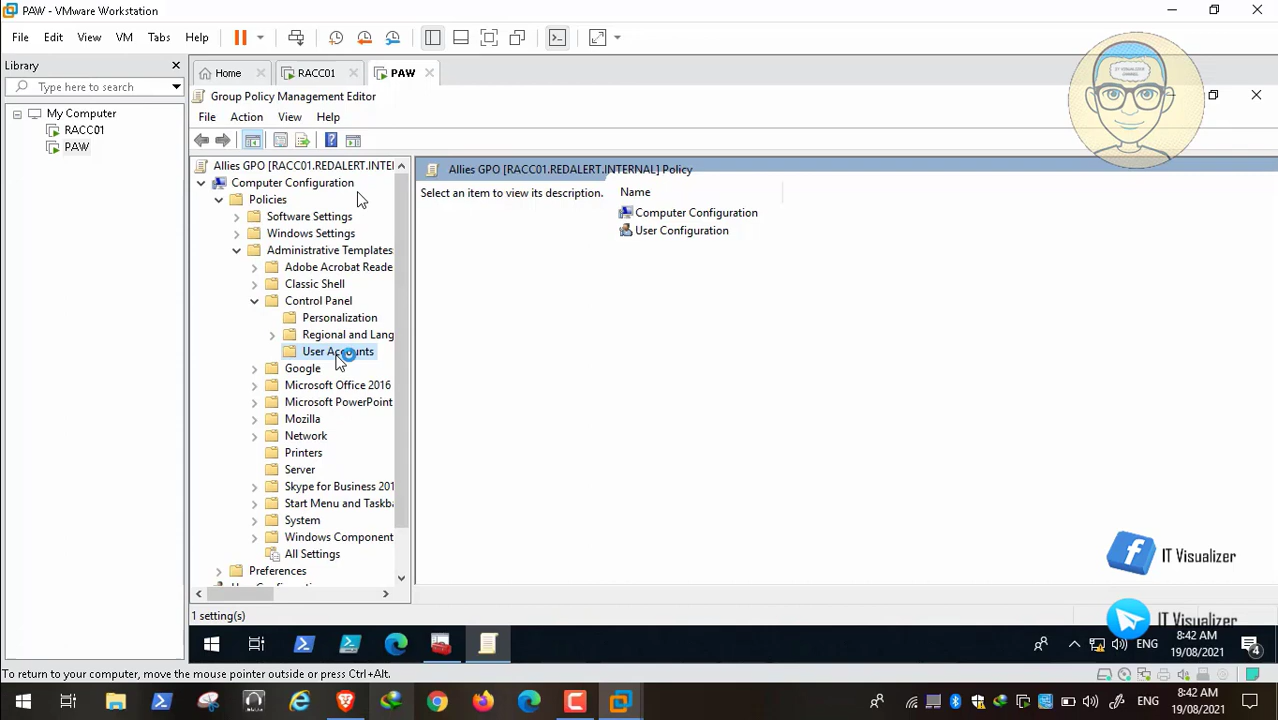 PAW - VMware Workstation
File Edit View VM Tabs Help
Library
Type here to search
My Computer
RACC01
PAW
Home
RACC01
PAW
IT VISUALIZER
CHANNEL
Group Policy Management Editor
File Action View Help
Allies GPO [RACC01.REDALERT.INTER
Computer Configuration
Policies
Software Settings
Windows Settings
Administrative Templates
Adobe Acrobat Reade
Classic Shell
Control Panel
Personalization
Regional and Lang
User Accounts
Google
Microsoft Office 2016
Microsoft PowerPoint
Mozilla
Network
Printers
Server
Skype for Business 201
Start Menu and Taskba
System
Windows Component
All Settings
Preferences
Allies GPO [RACC01.REDALERT.INTERNAL] Policy
Select an item to view its description.
Name
Computer Configuration
User Configuration
IT Visualizer
IT Visualizer
1 setting(s)
ENG
8:42 AM
19/08/2021
4
To return to your computer, move the mouse pointer outside or press Ctrl+Alt.
ENG
8:42 AM
19/08/2021